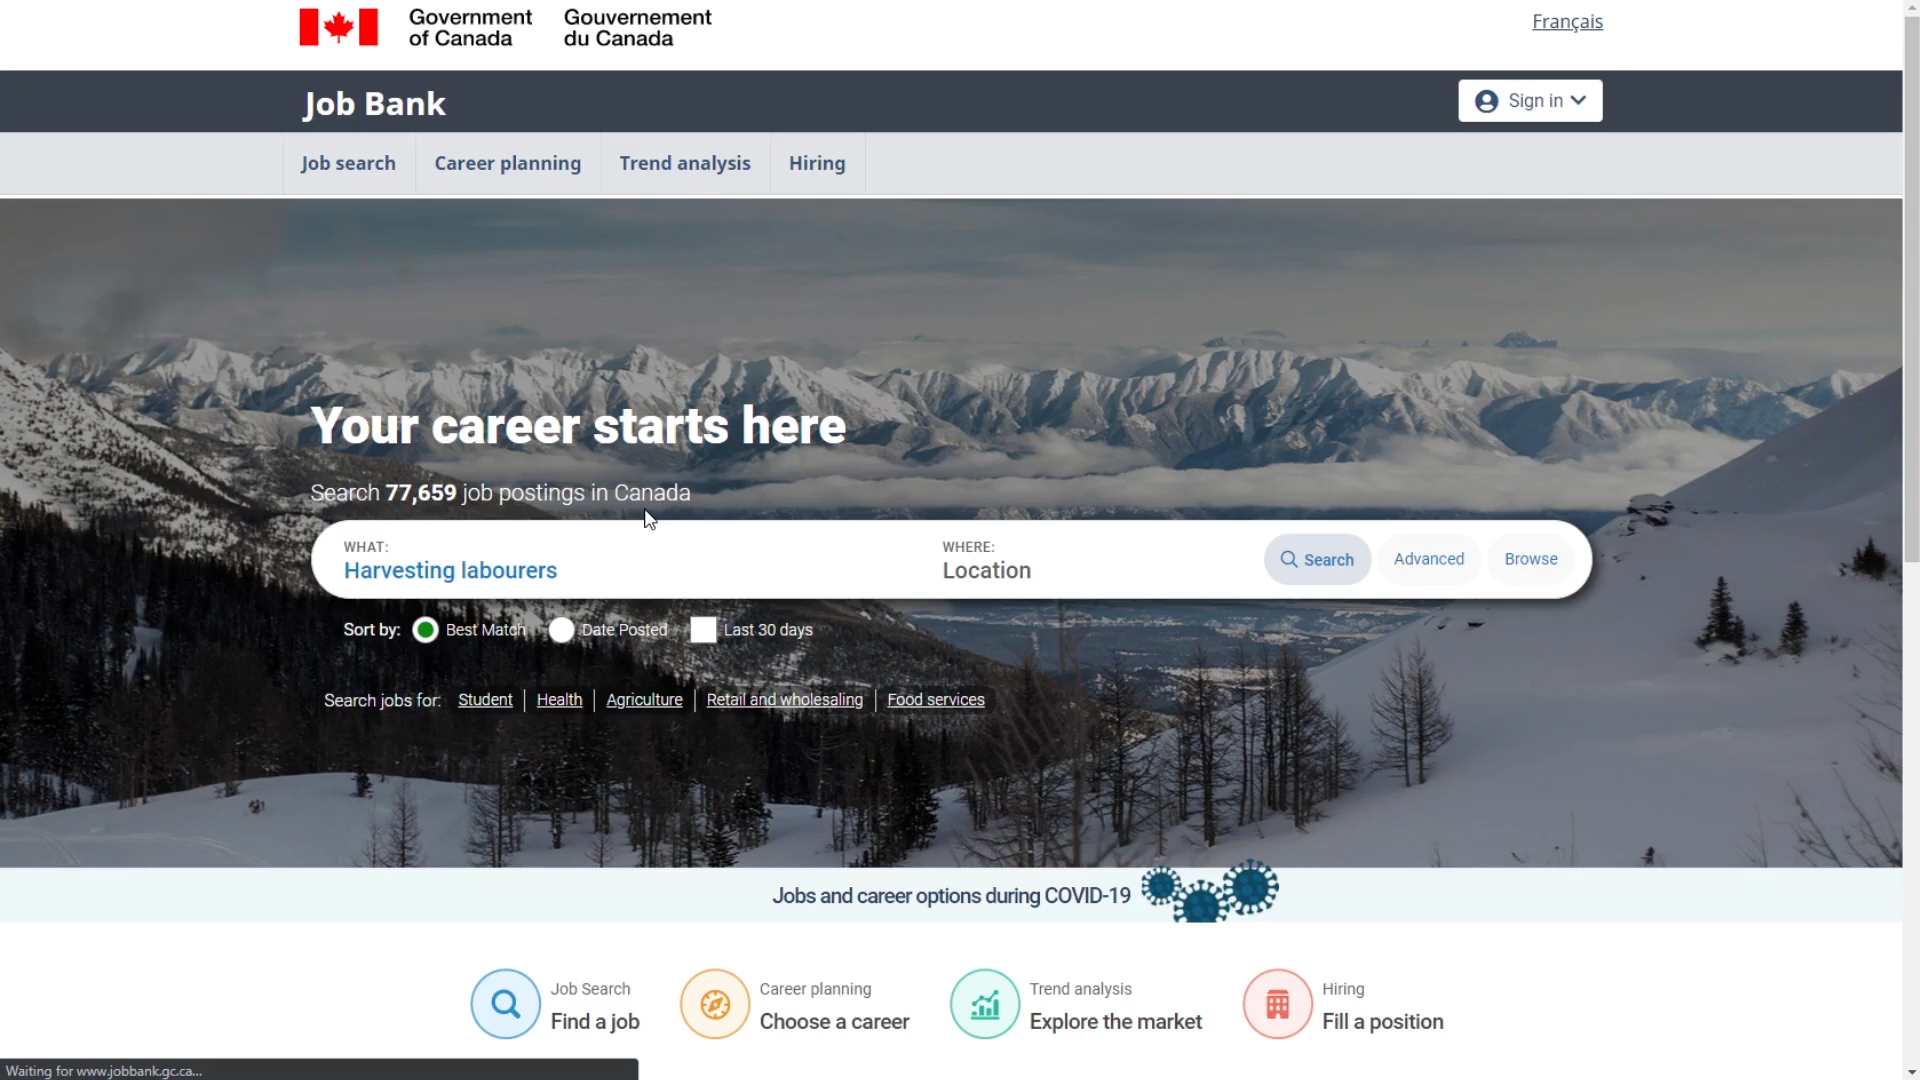 Government of Canada
Gouvernement du Canada
Français
Job Bank
Sign in
Job search
Career planning
Trend analysis
Hiring
Your career starts here
Search 77,659 job postings in Canada
WHAT:
Harvesting labourers
WHERE:
Location
Search
Advanced
Browse
Sort by: Best Match Date Posted Last 30 days
Search jobs for: Student Health Agriculture Retail and wholesaling Food services
Jobs and career options during COVID-19
Job Search
Find a job
Career planning
Choose a career
Trend analysis
Explore the market
Hiring
Fill a position
Waiting for www.jobbank.gc.ca...